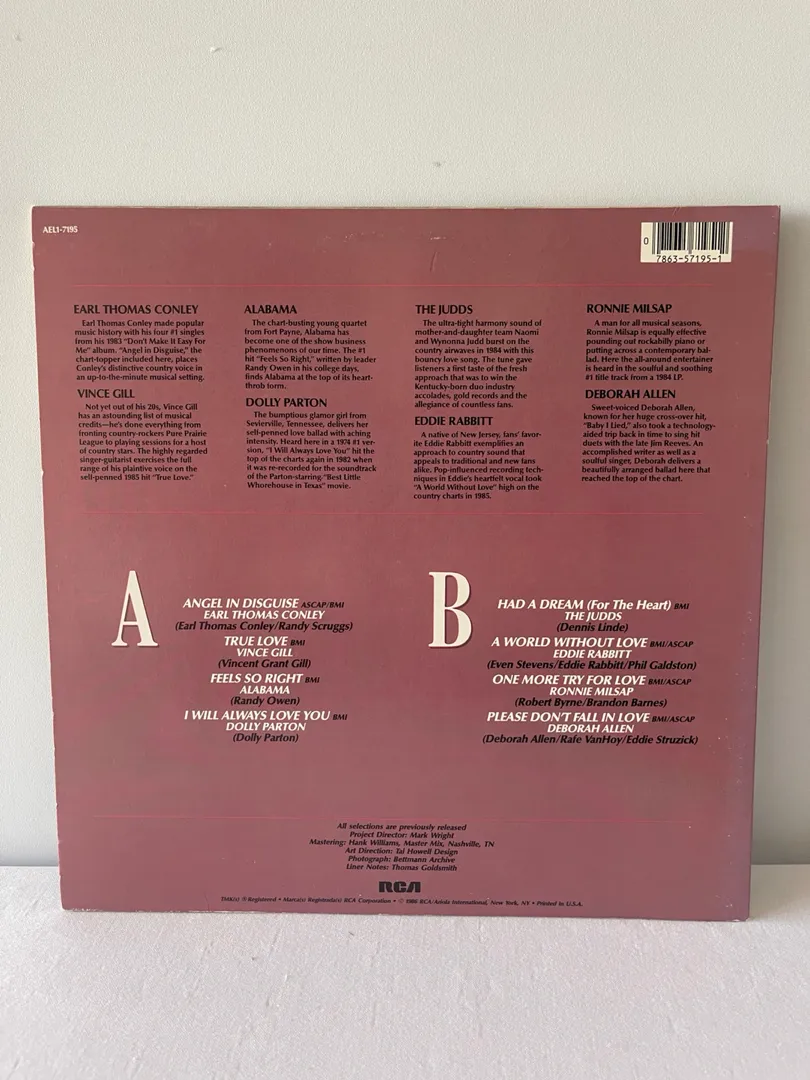 AEL1-7195
0
7863-57195-1
EARL THOMAS CONLEY
Earl Thomas Conley made popular
music history with his four #1 singles
from his 1983 "Don't Make It Easy For
Me" album. "Angel in Disguise," the
chart-topper included here, places
Conley's distinctive country voice in
an up-to-the-minute musical setting.
VINCE GILL
Not yet out of his 20s, Vince Gill
has an astounding list of musical
credits—he's done everything from
fronting country-rockers Pure Prairie
League to playing sessions for a host
of country stars. The highly regarded
singer-guitarist exercises the full
range of his plaintive voice on the
self-penned 1985 hit "True Love."
ALABAMA
The chart-busting young quartet
from Fort Payne, Alabama has
become one of the show business
phenomenons of our time. The #1
hit "Feels So Right," written by leader
Randy Owen in his college days,
finds Alabama at the top of its heart-
throb form.
DOLLY PARTON
The bumptious glamor girl from
Sevierville, Tennessee, delivers her
self-penned love ballad with aching
intensity. Heard here in a 1974 #1 ver-
sion, "I Will Always Love You" hit the
top of the charts again in 1982 when
it was re-recorded for the soundtrack
of the Parton-starring "Best Little
Whorehouse in Texas" movie.
THE JUDDS
The ultra-tight harmony sound of
mother-and-daughter team Naomi
and Wynonna Judd burst on the
country airwaves in 1984 with this
bouncy love song. The tune gave
listeners a first taste of the fresh
approach that was to win the
Kentucky-born duo industry
accolades, gold records and the
allegiance of countless fans.
EDDIE RABBITT
A native of New Jersey, fans' favor-
ite Eddie Rabbitt exemplifies an
approach to country sound that
appeals to traditional and new fans
alike. Pop-influenced recording tech-
niques in Eddie's heartfelt vocal took
"A World Without Love" high on the
country charts in 1985.
RONNIE MILSAP
A man for all musical seasons,
Ronnie Milsap is equally effective
pounding out rockabilly piano or
putting across a contemporary bal-
lad. Here the all-around entertainer
is heard in the soulful and soothing
#1 title track from a 1984 LP.
DEBORAH ALLEN
Sweet-voiced Deborah Allen,
known for her huge cross-over hit,
"Baby I Lied," also took a technology-
aided trip back in time to sing hit
duets with the late Jim Reeves. An
accomplished writer as well as a
soulful singer, Deborah delivers a
beautifully arranged ballad here that
reached the top of the chart.
A
ANGEL IN DISGUISE ASCAP/BMI
EARL THOMAS CONLEY
(Earl Thomas Conley/Randy Scruggs)
TRUE LOVE BMI
VINCE GILL
(Vincent Grant Gill)
FEELS SO RIGHT BMI
ALABAMA
(Randy Owen)
I WILL ALWAYS LOVE YOU BMI
DOLLY PARTON
(Dolly Parton)
B
HAD A DREAM (For The Heart) BMI
THE JUDDS
(Dennis Linde)
A WORLD WITHOUT LOVE BMI/ASCAP
EDDIE RABBITT
(Even Stevens/Eddie Rabbitt/Phil Galdston)
ONE MORE TRY FOR LOVE BMI/ASCAP
RONNIE MILSAP
(Robert Byrne/Brandon Barnes)
PLEASE DON'T FALL IN LOVE BMI/ASCAP
DEBORAH ALLEN
(Deborah Allen/Rafe VanHoy/Eddie Struzick)
All selections are previously released
Project Director: Mark Wright
Mastering: Hank Williams, Master Mix, Nashville, TN
Art Direction: Tal Howell Design
Photograph: Bettmann Archive
Liner Notes: Thomas Goldsmith
RCA
TMK(s) ® Registered • Marca(s) Registrada(s) RCA Corporation • © 1986 RCA/Ariola International, New York, NY • Printed in U.S.A.